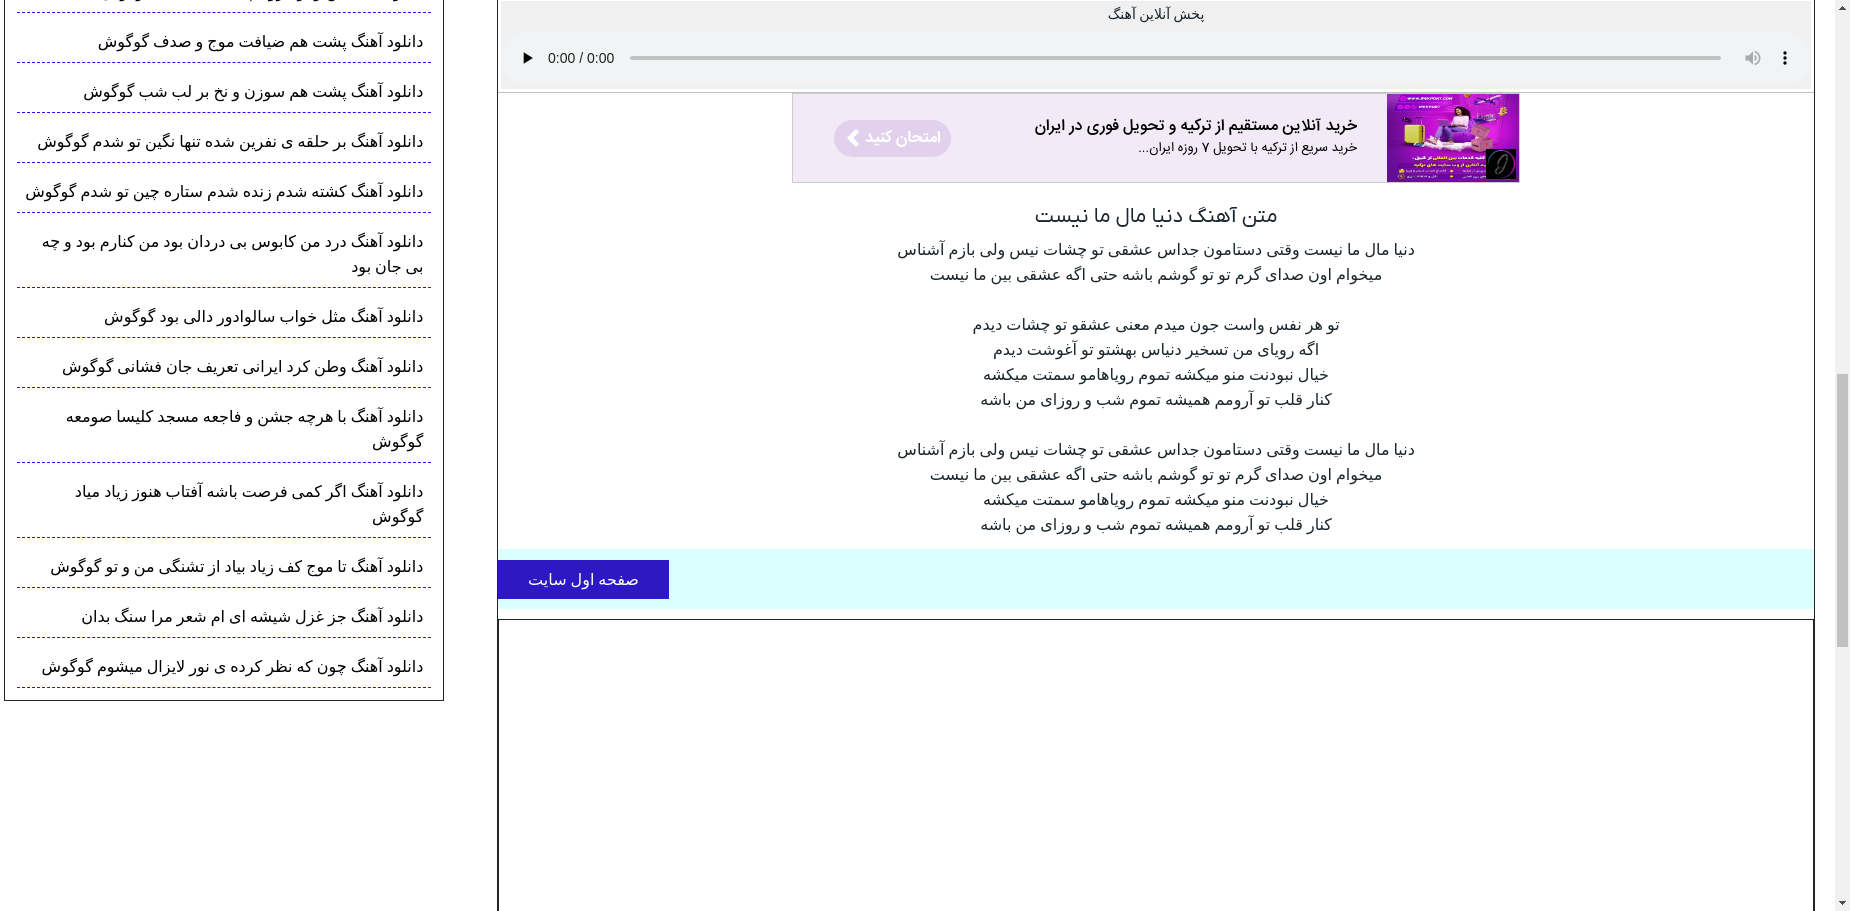 پخش آنلاین آهنگ
0:00 / 0:00
خرید آنلاین مستقیم از ترکیه و تحویل فوری در ایران
خرید سریع از ترکیه با تحویل ۷ روزه ایران...
امتحان کنید
متن آهنگ دنیا مال ما نیست
دنیا مال ما نیست وقتی دستامون جداس عشقی تو چشات نیس ولی بازم آشناس
میخوام اون صدای گرم تو تو گوشم باشه حتی اگه عشقی بین ما نیست
تو هر نفس واست جون میدم معنی عشقو تو چشات دیدم
اگه رویای من تسخیر دنیاس بهشتو تو آغوشت دیدم
خیال نبودنت منو میکشه تموم رویاهامو سمتت میکشه
کنار قلب تو آرومم همیشه تموم شب و روزای من باشه
دنیا مال ما نیست وقتی دستامون جداس عشقی تو چشات نیس ولی بازم آشناس
میخوام اون صدای گرم تو تو گوشم باشه حتی اگه عشقی بین ما نیست
خیال نبودنت منو میکشه تموم رویاهامو سمتت میکشه
کنار قلب تو آرومم همیشه تموم شب و روزای من باشه
صفحه اول سایت
دانلود آهنگ پشت هم ضیافت موج و صدف گوگوش
دانلود آهنگ پشت هم سوزن و نخ بر لب شب گوگوش
دانلود آهنگ بر حلقه ی نفرین شده تنها نگین تو شدم گوگوش
دانلود آهنگ کشته شدم زنده شدم ستاره چین تو شدم گوگوش
دانلود آهنگ درد من کابوس بی دردان بود من کنارم بود و چه
بی جان بود
دانلود آهنگ مثل خواب سالوادور دالی بود گوگوش
دانلود آهنگ وطن کرد ایرانی تعریف جان فشانی گوگوش
دانلود آهنگ با هرچه جشن و فاجعه مسجد کلیسا صومعه
گوگوش
دانلود آهنگ اگر کمی فرصت باشه آفتاب هنوز زیاد میاد
گوگوش
دانلود آهنگ تا موج کف زیاد بیاد از تشنگی من و تو گوگوش
دانلود آهنگ جز غزل شیشه ای ام شعر مرا سنگ بدان
دانلود آهنگ چون که نظر کرده ی نور لایزال میشوم گوگوش